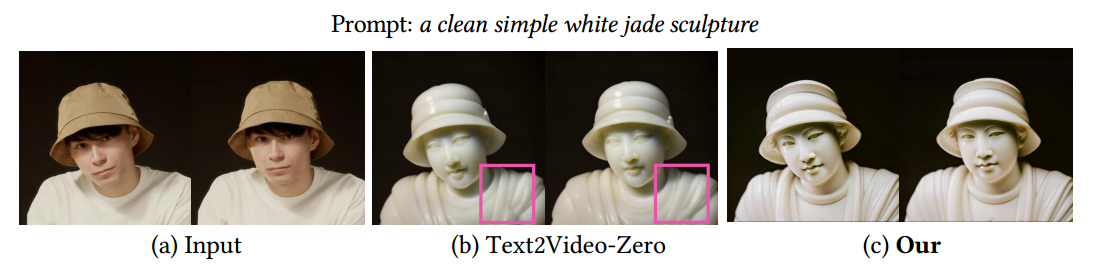 Prompt: a clean simple white jade sculpture
(a) Input
(b) Text2Video-Zero
(c) Our